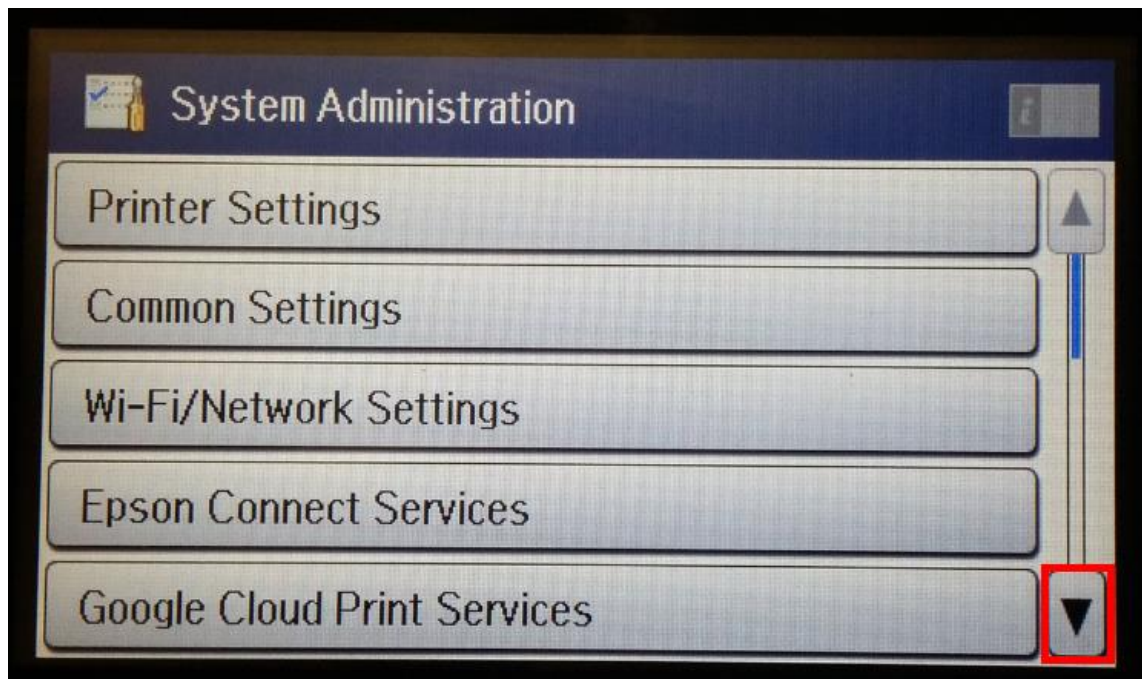 System Administration
i
Printer Settings
Common Settings
Wi-Fi/Network Settings
Epson Connect Services
Google Cloud Print Services